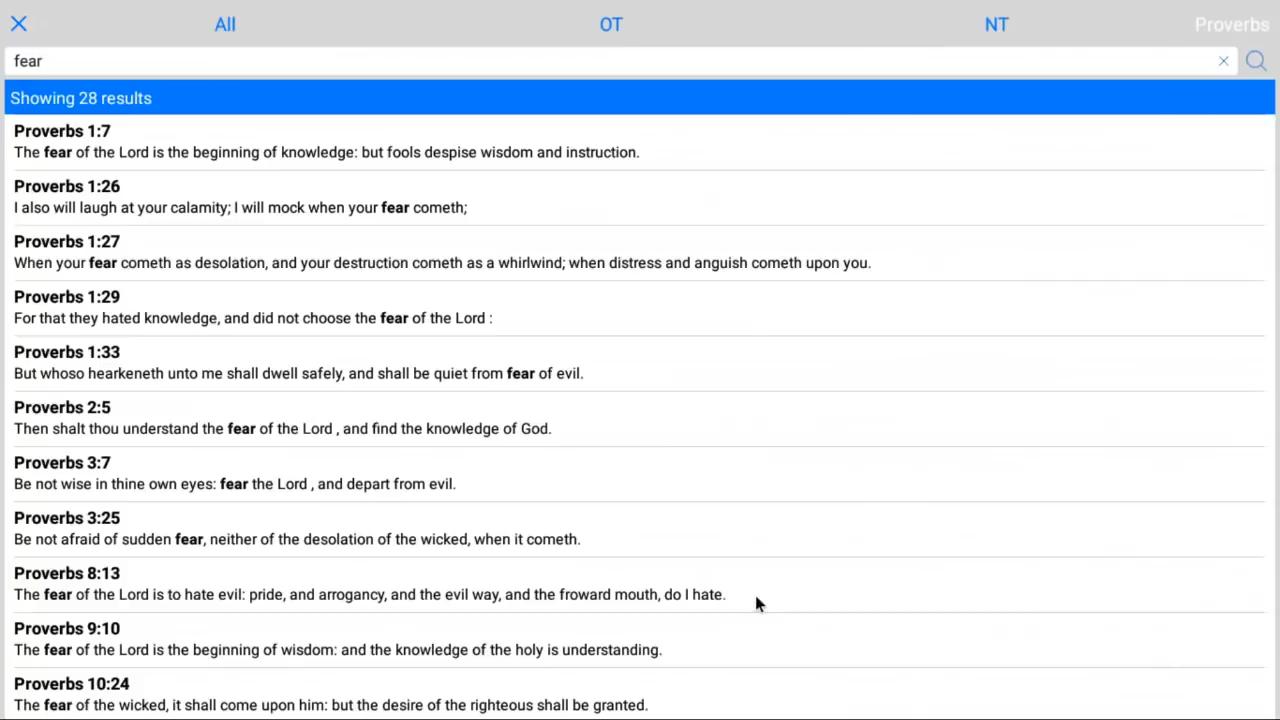 All OT NT Proverbs
fear
Showing 28 results
Proverbs 1:7
The fear of the Lord is the beginning of knowledge: but fools despise wisdom and instruction.
Proverbs 1:26
I also will laugh at your calamity; I will mock when your fear cometh;
Proverbs 1:27
When your fear cometh as desolation, and your destruction cometh as a whirlwind; when distress and anguish cometh upon you.
Proverbs 1:29
For that they hated knowledge, and did not choose the fear of the Lord :
Proverbs 1:33
But whoso hearkeneth unto me shall dwell safely, and shall be quiet from fear of evil.
Proverbs 2:5
Then shalt thou understand the fear of the Lord , and find the knowledge of God.
Proverbs 3:7
Be not wise in thine own eyes: fear the Lord , and depart from evil.
Proverbs 3:25
Be not afraid of sudden fear, neither of the desolation of the wicked, when it cometh.
Proverbs 8:13
The fear of the Lord is to hate evil: pride, and arrogancy, and the evil way, and the froward mouth, do I hate.
Proverbs 9:10
The fear of the Lord is the beginning of wisdom: and the knowledge of the holy is understanding.
Proverbs 10:24
The fear of the wicked, it shall come upon him: but the desire of the righteous shall be granted.